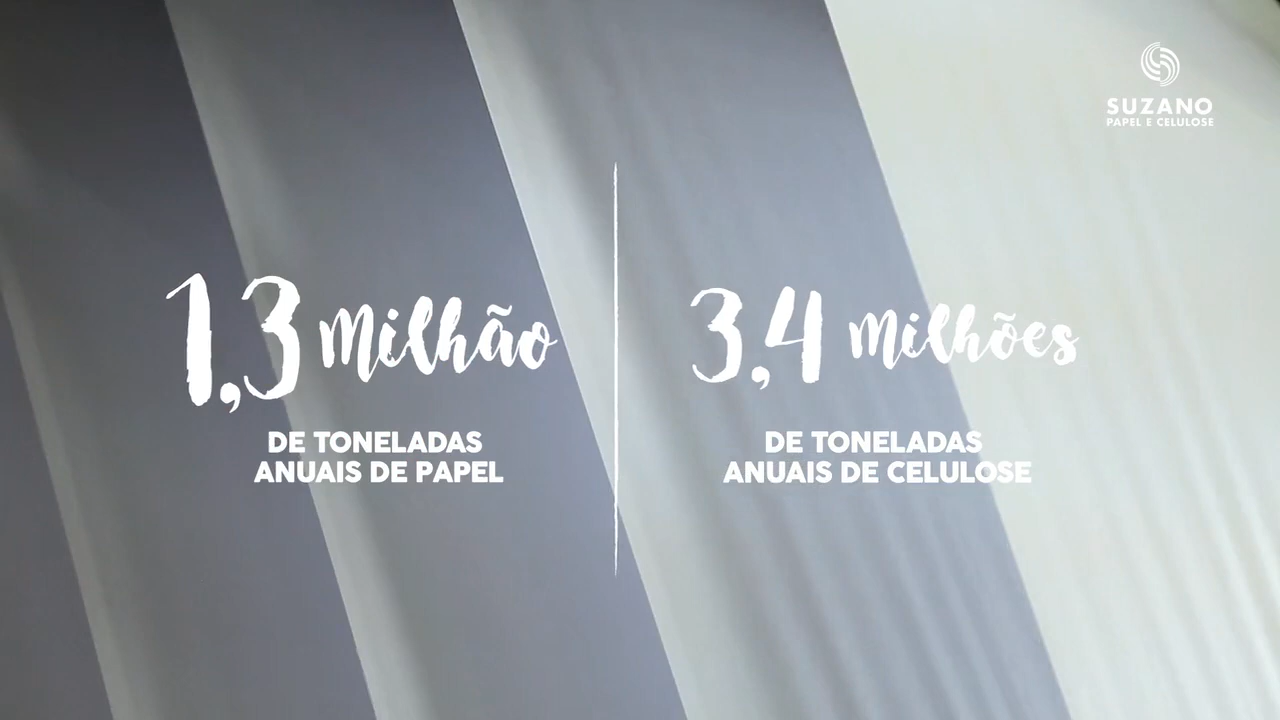 SUZANO
PAPEL E CELULOSE
1,3 Milhão
DE TONELADAS
ANUAIS DE PAPEL
3,4 Milhões
DE TONELADAS
ANUAIS DE CELULOSE